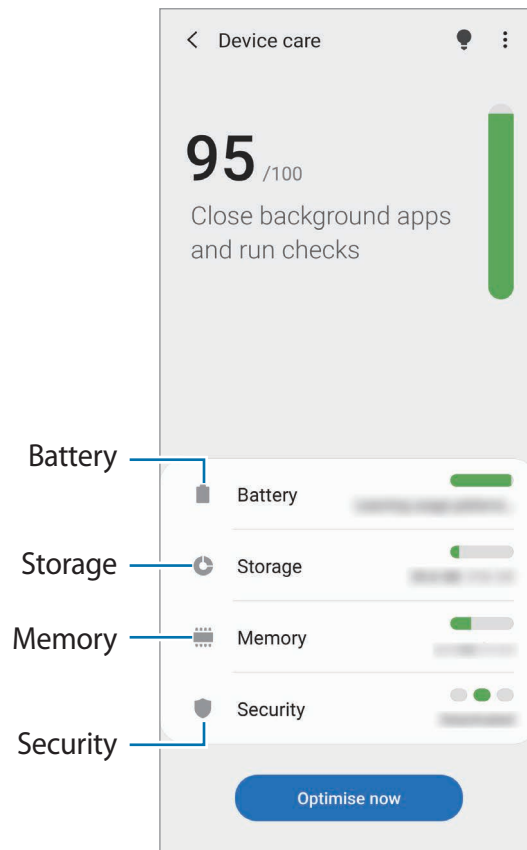 Device care
95 /100
Close background apps
and run checks
Battery
Battery
Storage
Storage
Memory
Memory
Security
Security
Optimise now